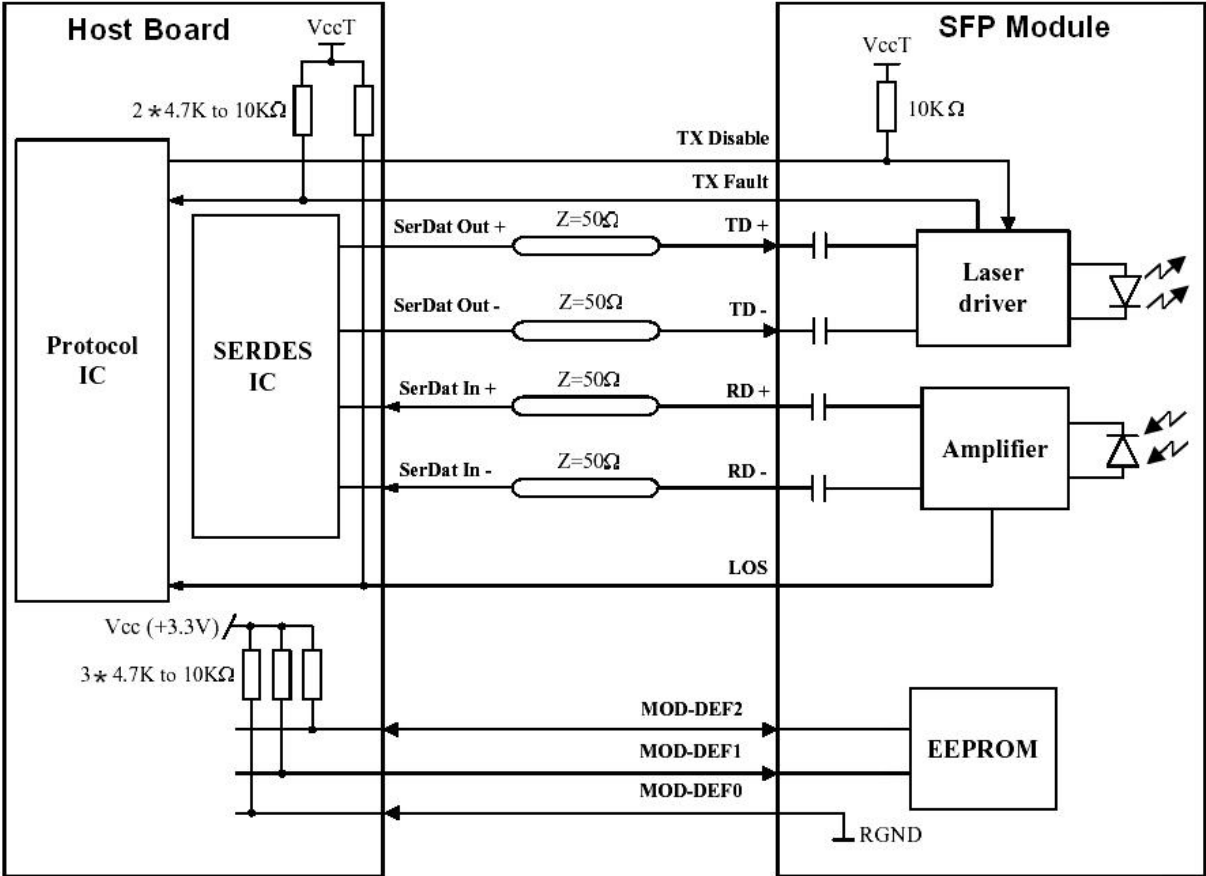 Host Board
SFP Module
VccT
VccT
2*4.7K to 10KΩ
10KΩ
TX Disable
TX Fault
SerDat Out +
Z=50Ω
TD +
Laser
driver
SerDat Out -
Z=50Ω
TD -
Protocol
IC
SERDES
IC
SerDat In +
Z=50Ω
RD +
Amplifier
SerDat In -
Z=50Ω
RD -
LOS
Vcc (+3.3V)
3*4.7K to 10KΩ
MOD-DEF2
MOD-DEF1
MOD-DEF0
EEPROM
RGND